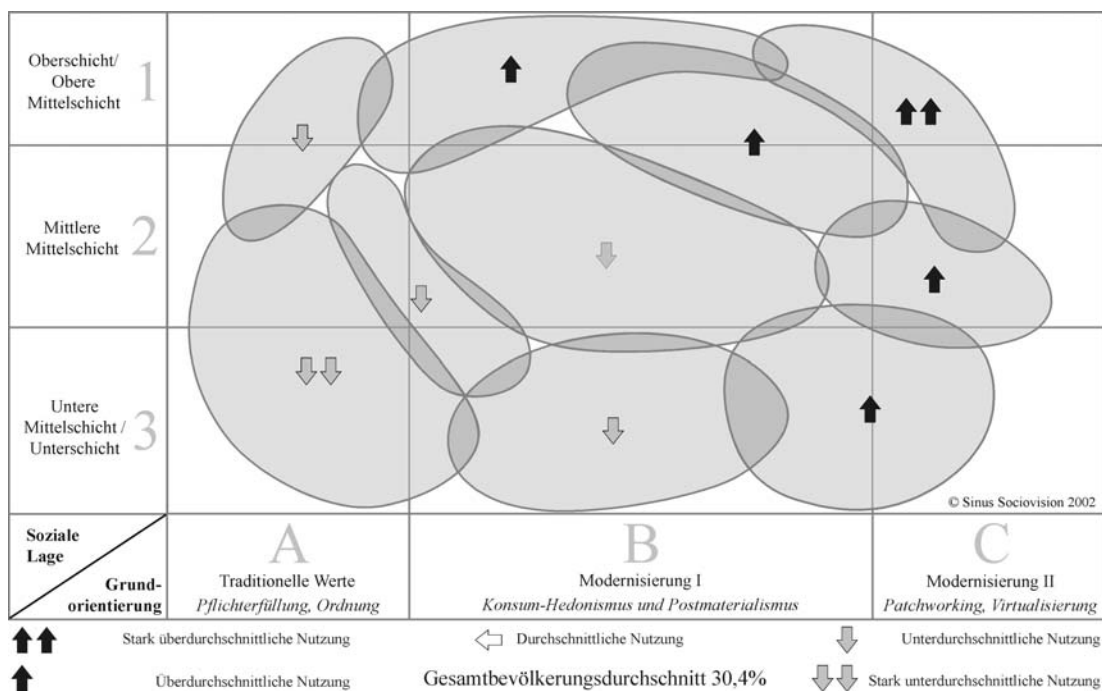 Oberschicht/
Obere
Mittelschicht
1
Mittlere
Mittelschicht
2
Untere
Mittelschicht /
Unterschicht
3
© Sinus Sociovision 2002
Soziale
Lage
Grund-
orientierung
A
Traditionelle Werte
Pflichterfüllung, Ordnung
B
Modernisierung I
Konsum-Hedonismus und Postmaterialismus
C
Modernisierung II
Patchworking, Virtualisierung
Stark überdurchschnittliche Nutzung
Durchschnittliche Nutzung
Unterdurchschnittliche Nutzung
Überdurchschnittliche Nutzung
Gesamtbevölkerungsdurchschnitt 30,4%
Stark unterdurchschnittliche Nutzung